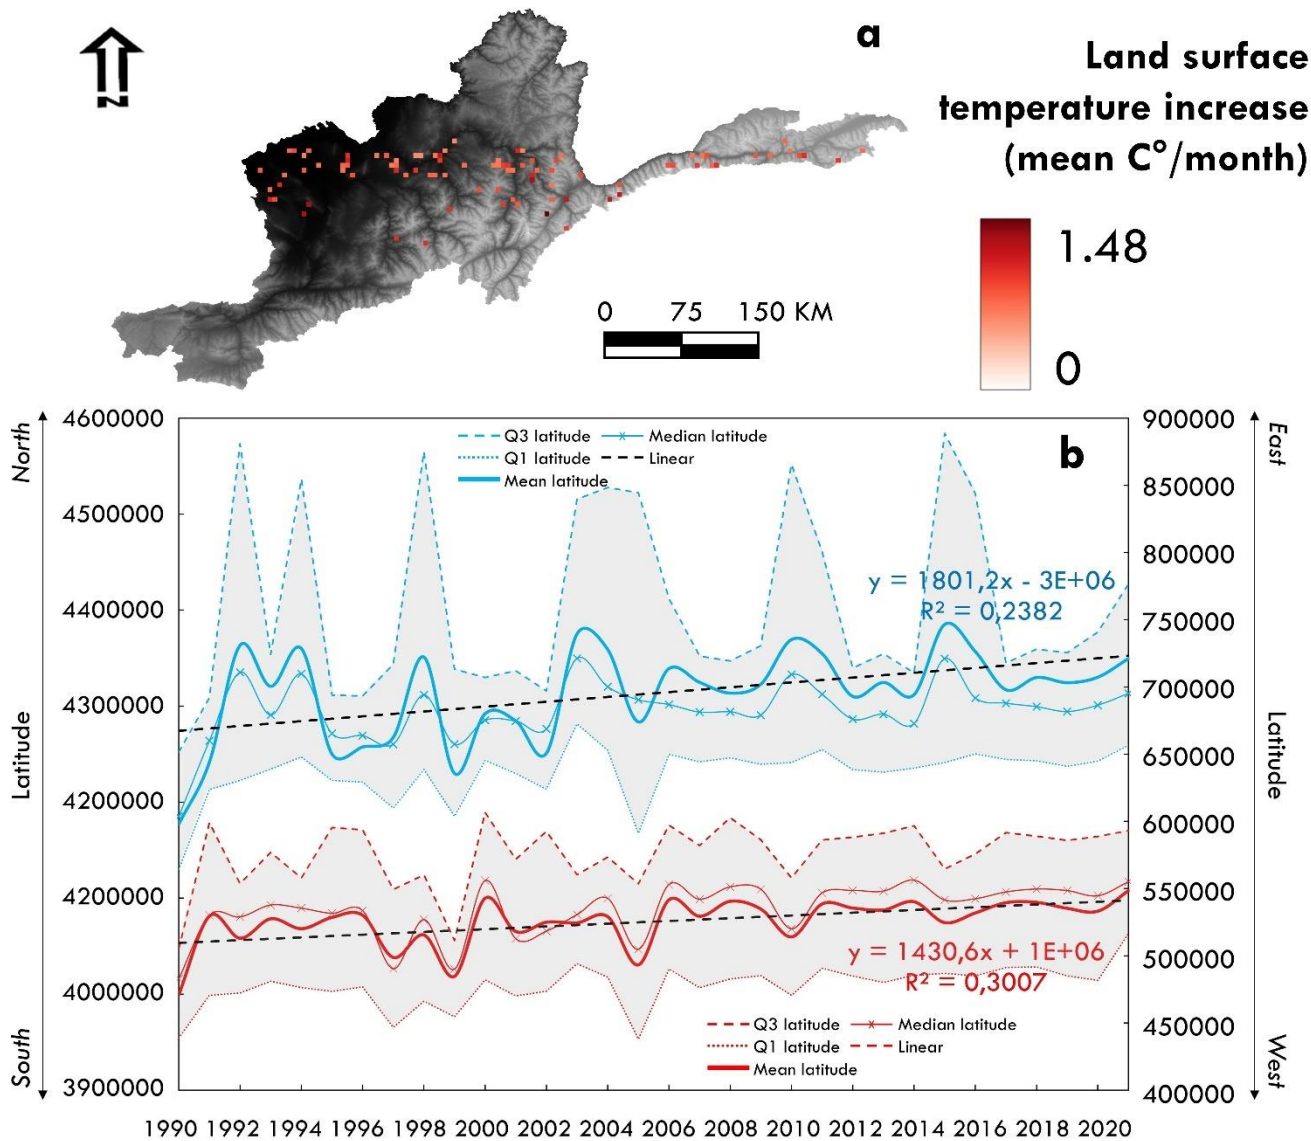 a
N
Land surface
temperature increase
(mean C°/month)
1.48
0
0 75 150 KM
b
North
South
Latitude
4600000
4500000
4400000
4300000
4200000
4200000
4000000
3900000
Q3 latitude
Median latitude
Q1 latitude
Linear
Mean latitude
y = 1801,2x - 3E+06
R² = 0,2382
y = 1430,6x + 1E+06
R² = 0,3007
Q3 latitude
Median latitude
Q1 latitude
Linear
Mean latitude
900000
850000
800000
750000
700000
650000
600000
550000
500000
450000
400000
East
Latitude
West
1990 1992 1994 1996 1998 2000 2002 2004 2006 2008 2010 2012 2014 2016 2018 2020